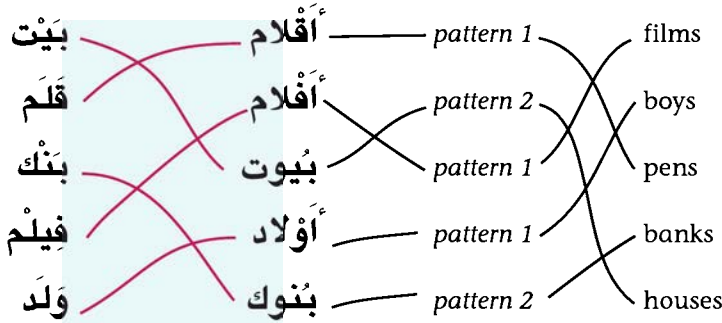 بَيْت أَقْلام pattern 1 films
قَلَم أَفْلام pattern 2 boys
بَنْك بُيوت pattern 1 pens
فِيلْم أَوْلاد pattern 1 banks
وَلَد بُنوك pattern 2 houses